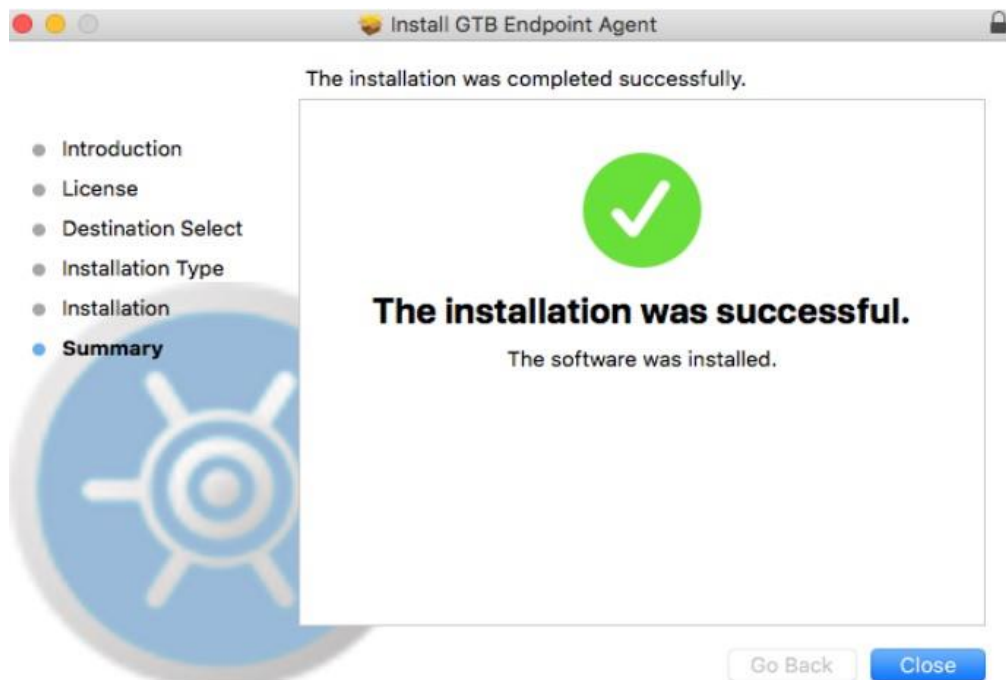 Install GTB Endpoint Agent
The installation was completed successfully.
Introduction
License
Destination Select
Installation Type
Installation
Summary
The installation was successful.
The software was installed.
Go Back
Close